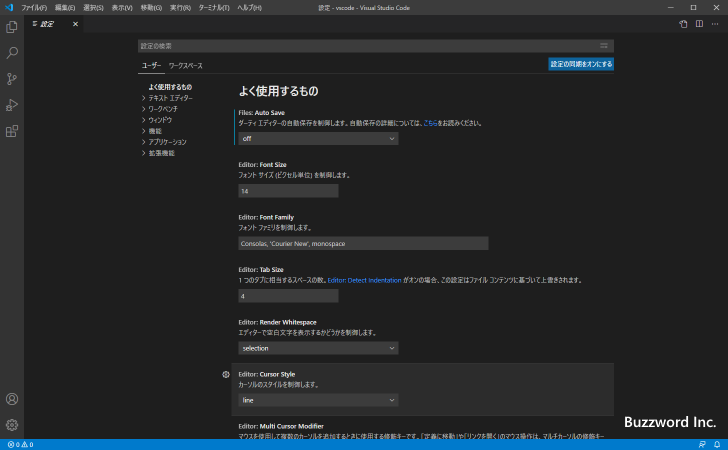 ファイル(F) 編集(E) 選択(S) 表示(V) 移動(G) 実行(R) ターミナル(T) ヘルプ(H) 設定 - vscode - Visual Studio Code
設定
設定の検索
ユーザー ワークスペース 設定の同期をオンにする
よく使用するもの
テキスト エディター
ワークベンチ
ウィンドウ
機能
アプリケーション
拡張機能
よく使用するもの
Files: Auto Save
ダーティ エディターの自動保存を制御します。自動保存の詳細については、こちらをお読みください。
off
Editor: Font Size
フォント サイズ (ピクセル単位) を制御します。
14
Editor: Font Family
フォント ファミリを制御します。
Consolas, 'Courier New', monospace
Editor: Tab Size
1 つのタブに相当するスペースの数。Editor: Detect Indentation がオンの場合、この設定はファイル コンテンツに基づいて上書きされます。
4
Editor: Render Whitespace
エディターで空白文字を表示するかどうかを制御します。
selection
Editor: Cursor Style
カーソルのスタイルを制御します。
line
Editor: Multi Cursor Modifier
マウスを使用して複数のカーソルを追加するときに使用する修飾キーです。「定義に移動」や「リンクを開く」のマウス操作は、マルチカーソルの修飾キー
Buzzword Inc.
0 0